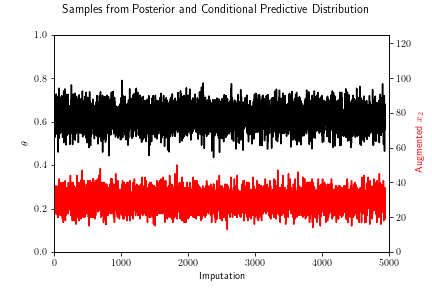 Samples from Posterior and Conditional Predictive Distribution
1.0
0.8
0.6
0.4
0.2
0.0
θ
120
100
80
60
40
20
0
Augmented x₂
0 1000 2000 3000 4000 5000
Imputation